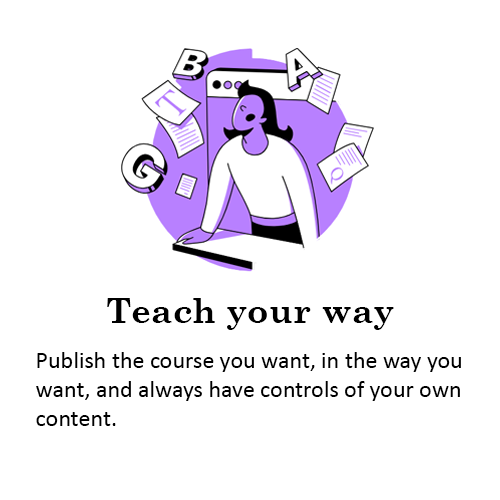 B
A
T
G
Teach your way
Publish the course you want, in the way you
want, and always have controls of your own
content.